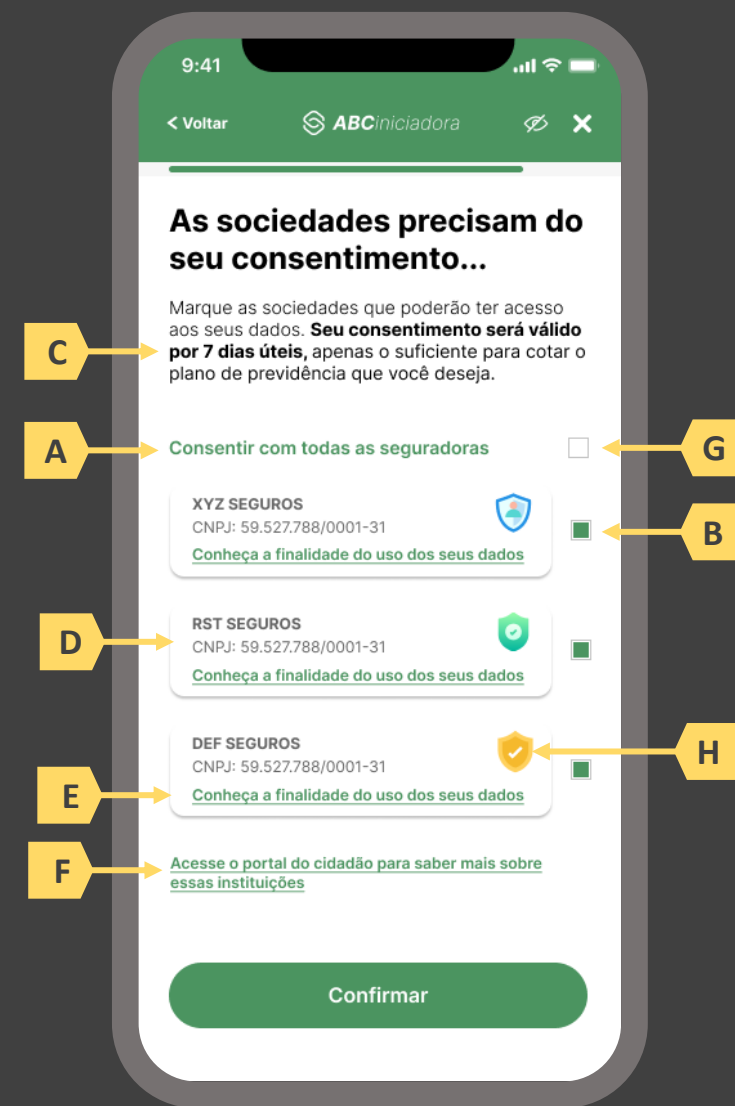 9:41
Voltar
ABCiniciadora
As sociedades precisam do
seu consentimento...
Marque as sociedades que poderão ter acesso
aos seus dados. Seu consentimento será válido
por 7 dias úteis, apenas o suficiente para cotar o
plano de previdência que você deseja.
C
A
Consentir com todas as seguradoras
G
XYZ SEGUROS
CNPJ: 59.527.788/0001-31
Conheça a finalidade do uso dos seus dados
B
D
RST SEGUROS
CNPJ: 59.527.788/0001-31
Conheça a finalidade do uso dos seus dados
DEF SEGUROS
CNPJ: 59.527.788/0001-31
Conheça a finalidade do uso dos seus dados
H
E
F
Acesse o portal do cidadão para saber mais sobre
essas instituições
Confirmar